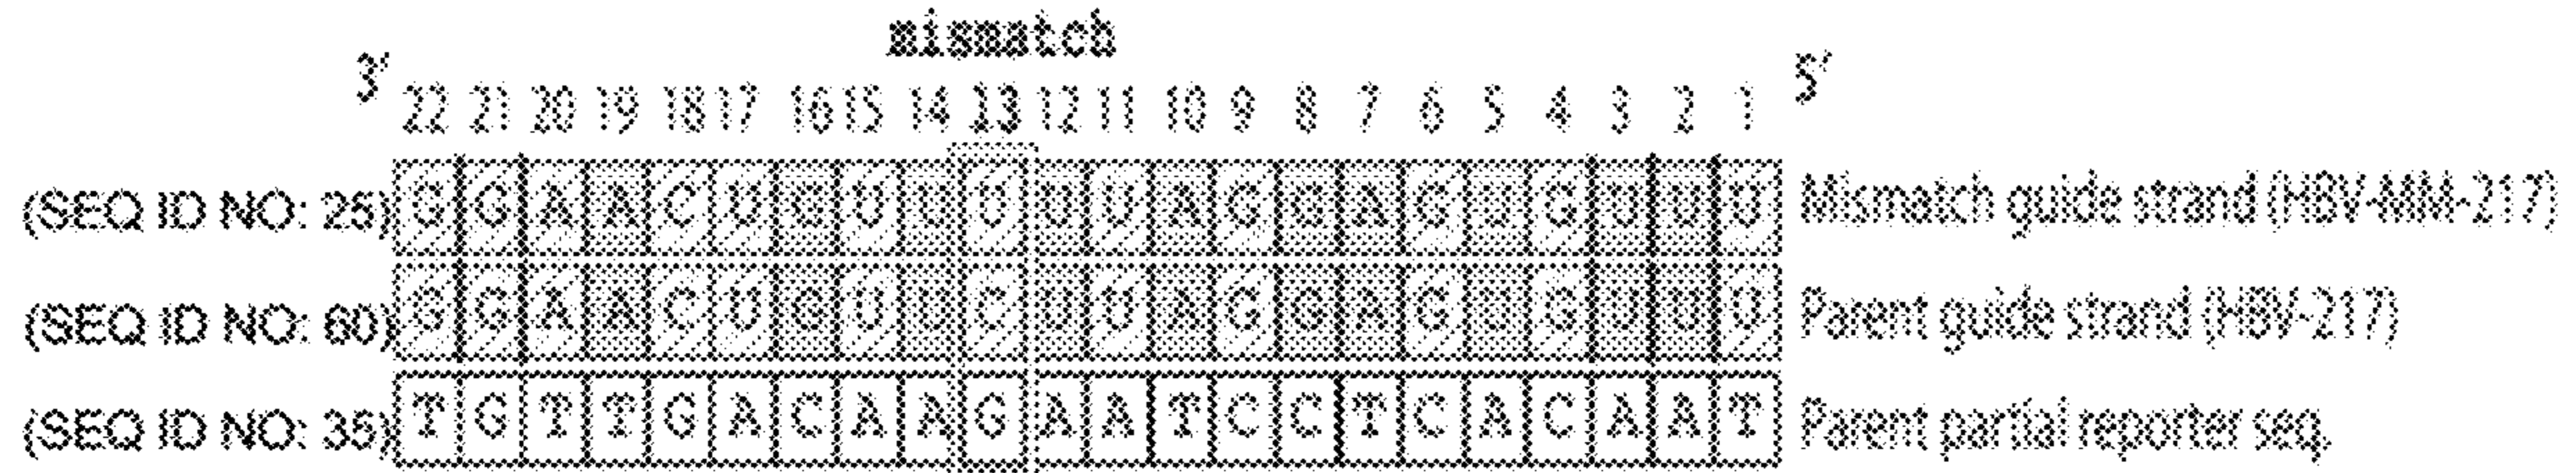 mismatch
3' 22 21 20 19 18 17 16 15 14 13 12 11 10 9 8 7 6 5 4 3 2 1 5'
(SEQ ID NO: 25) G G A A C U G U U U U U A G G A G U G U U U Mismatch guide strand (HBV-MM-217)
(SEQ ID NO: 60) G G A A C U G U U C U U A G G A G U G U U U Parent guide strand (HBV-217)
(SEQ ID NO: 35) T G T T G A C A A G A A T C C T C A C A A T Parent partial reporter seq.